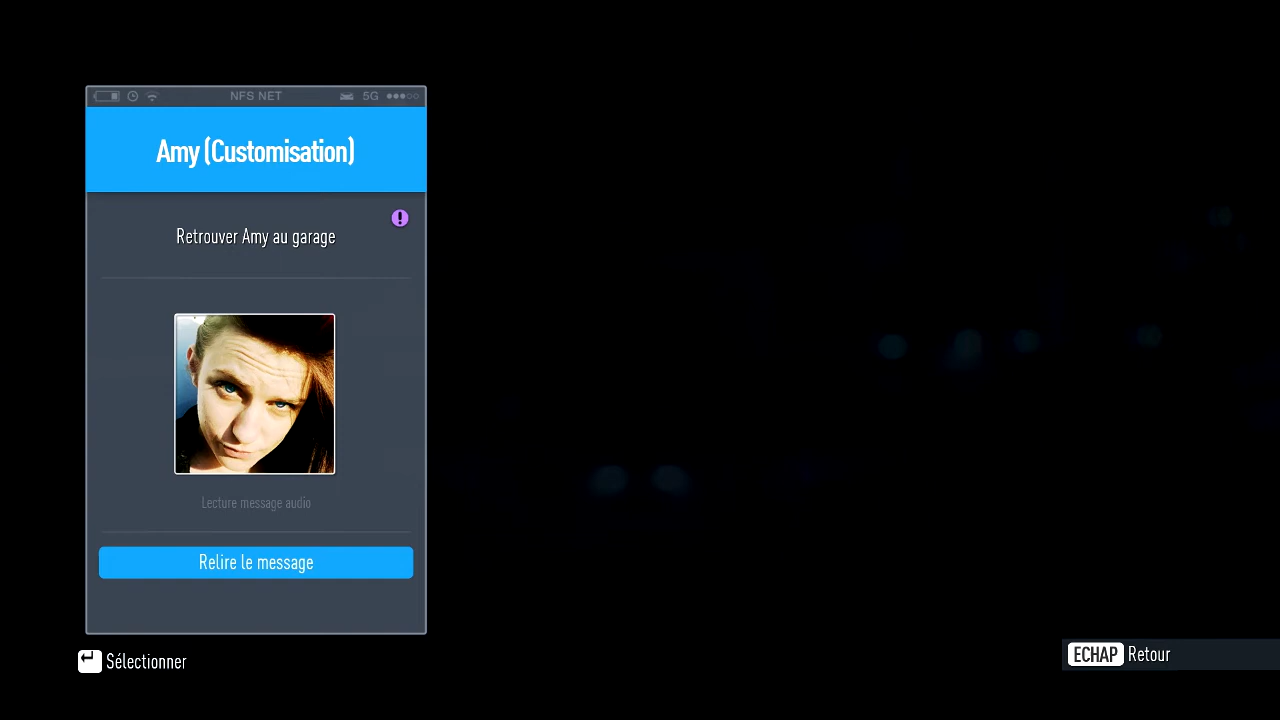 NFS NET 5G
Amy (Customisation)
Retrouver Amy au garage
Lecture message audio
Relire le message
Sélectionner
ECHAP Retour